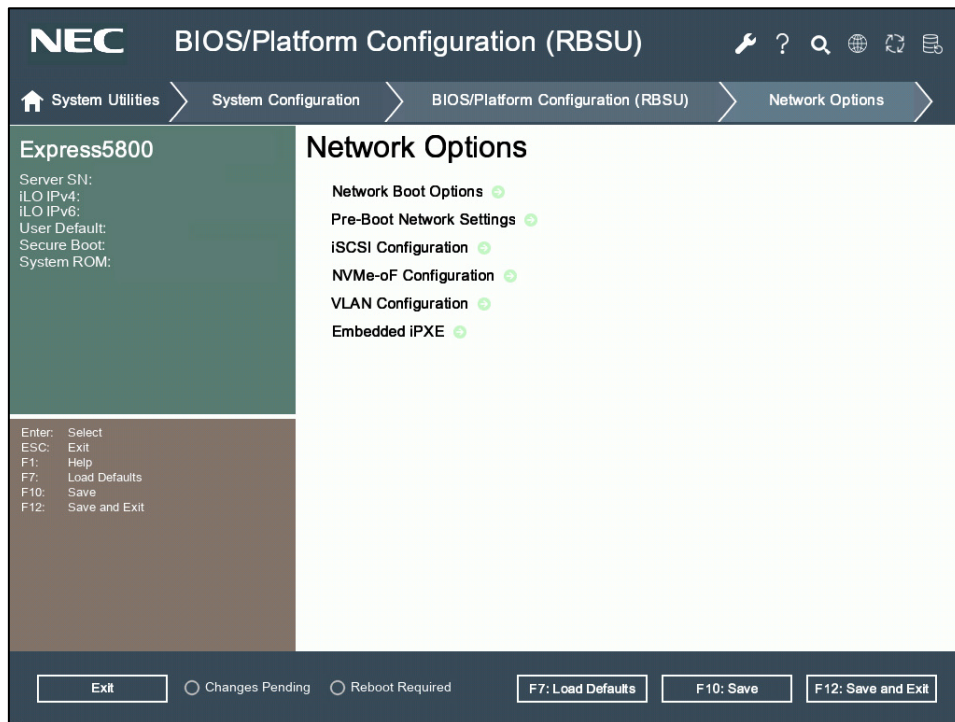 NEC BIOS/Platform Configuration (RBSU)
System Utilities
System Configuration
BIOS/Platform Configuration (RBSU)
Network Options
Express5800
Server SN:
iLO IPv4:
iLO IPv6:
User Default:
Secure Boot:
System ROM:
Enter: Select
ESC: Exit
F1: Help
F7: Load Defaults
F10: Save
F12: Save and Exit
Network Options
Network Boot Options
Pre-Boot Network Settings
iSCSI Configuration
NVMe-oF Configuration
VLAN Configuration
Embedded iPXE
Exit
Changes Pending
Reboot Required
F7: Load Defaults
F10: Save
F12: Save and Exit